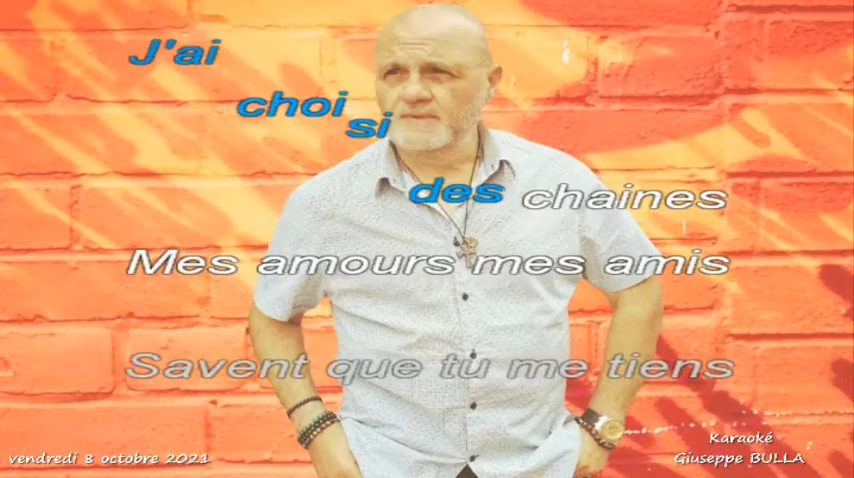 J'ai
choi
si
des chaines
Mes amours mes amis
Savent que tu me tiens
Karaoké
vendredi 8 octobre 2021
Giuseppe BULLA